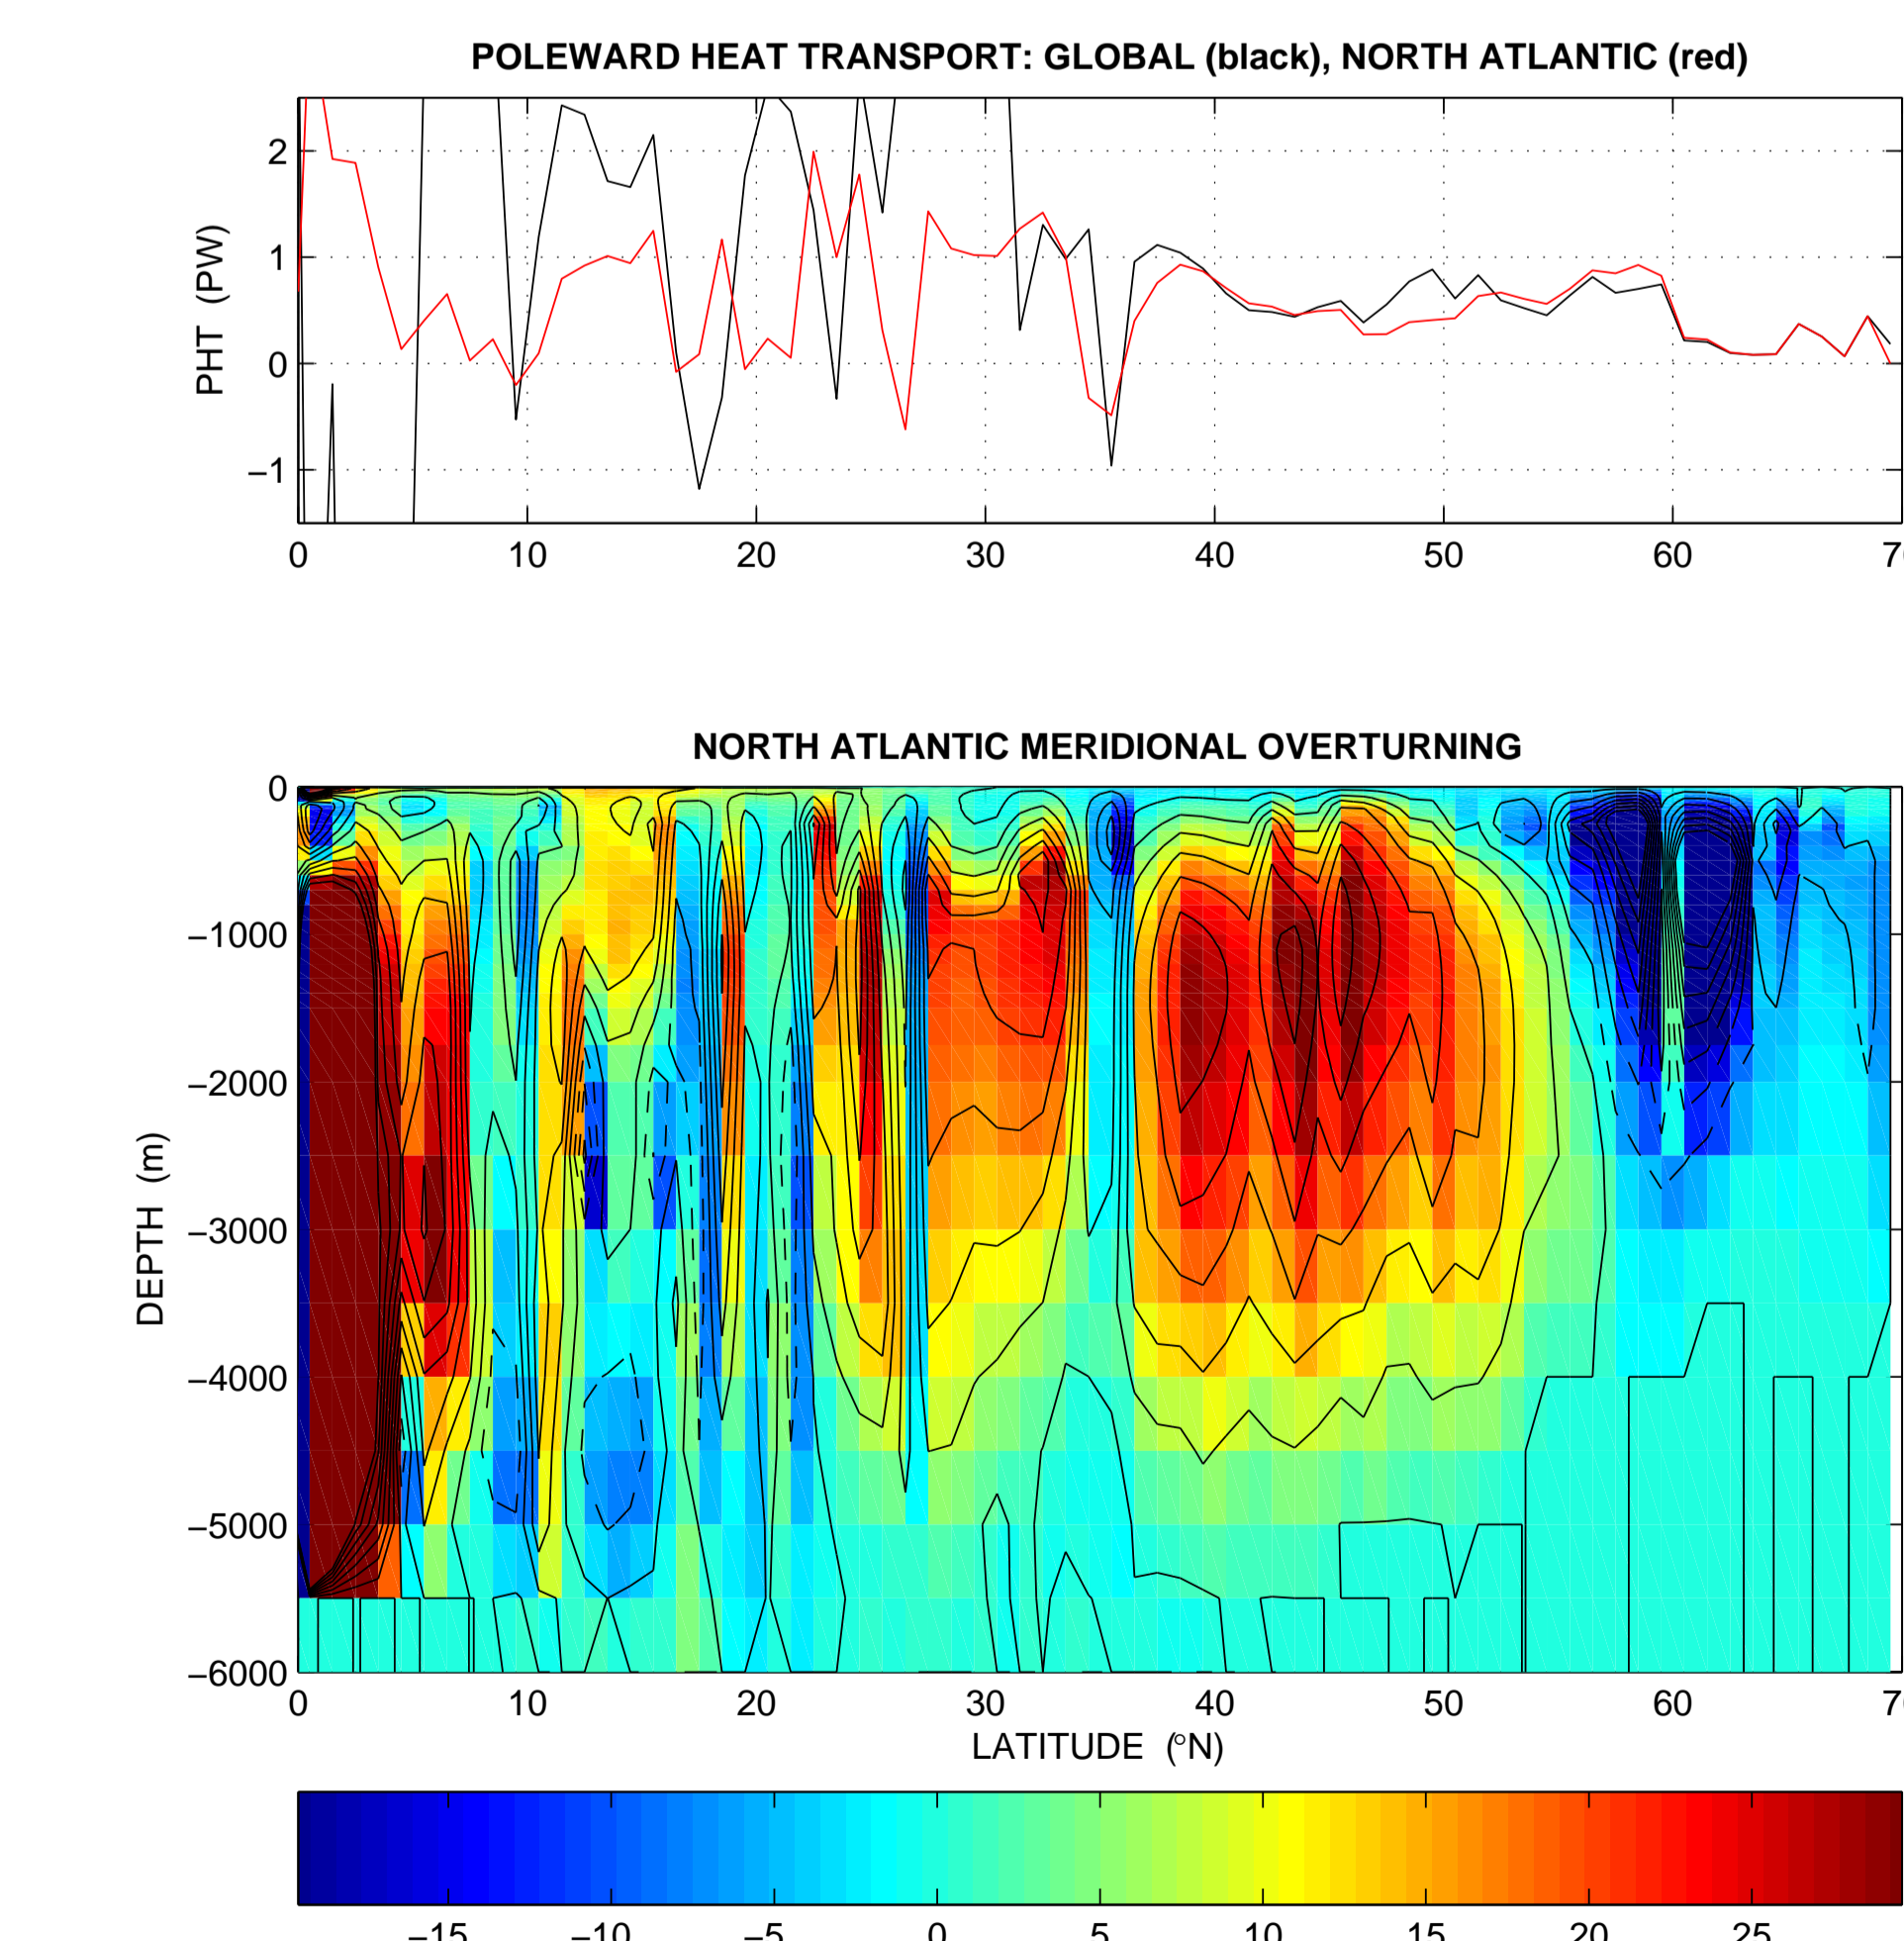 POLEWARD HEAT TRANSPORT: GLOBAL (black), NORTH ATLANTIC (red)
PHT (PW)
2
1
0
−1
0 10 20 30 40 50 60 7
NORTH ATLANTIC MERIDIONAL OVERTURNING
DEPTH (m)
0
−1000
−2000
−3000
−4000
−5000
−6000
0 10 20 30 40 50 60 7
LATITUDE (°N)
−15 −10 −5 0 5 10 15 20 25